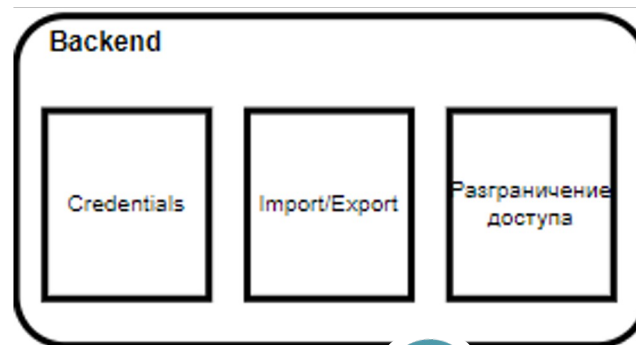 Backend
Credentials
Import/Export
Разграничение
доступа